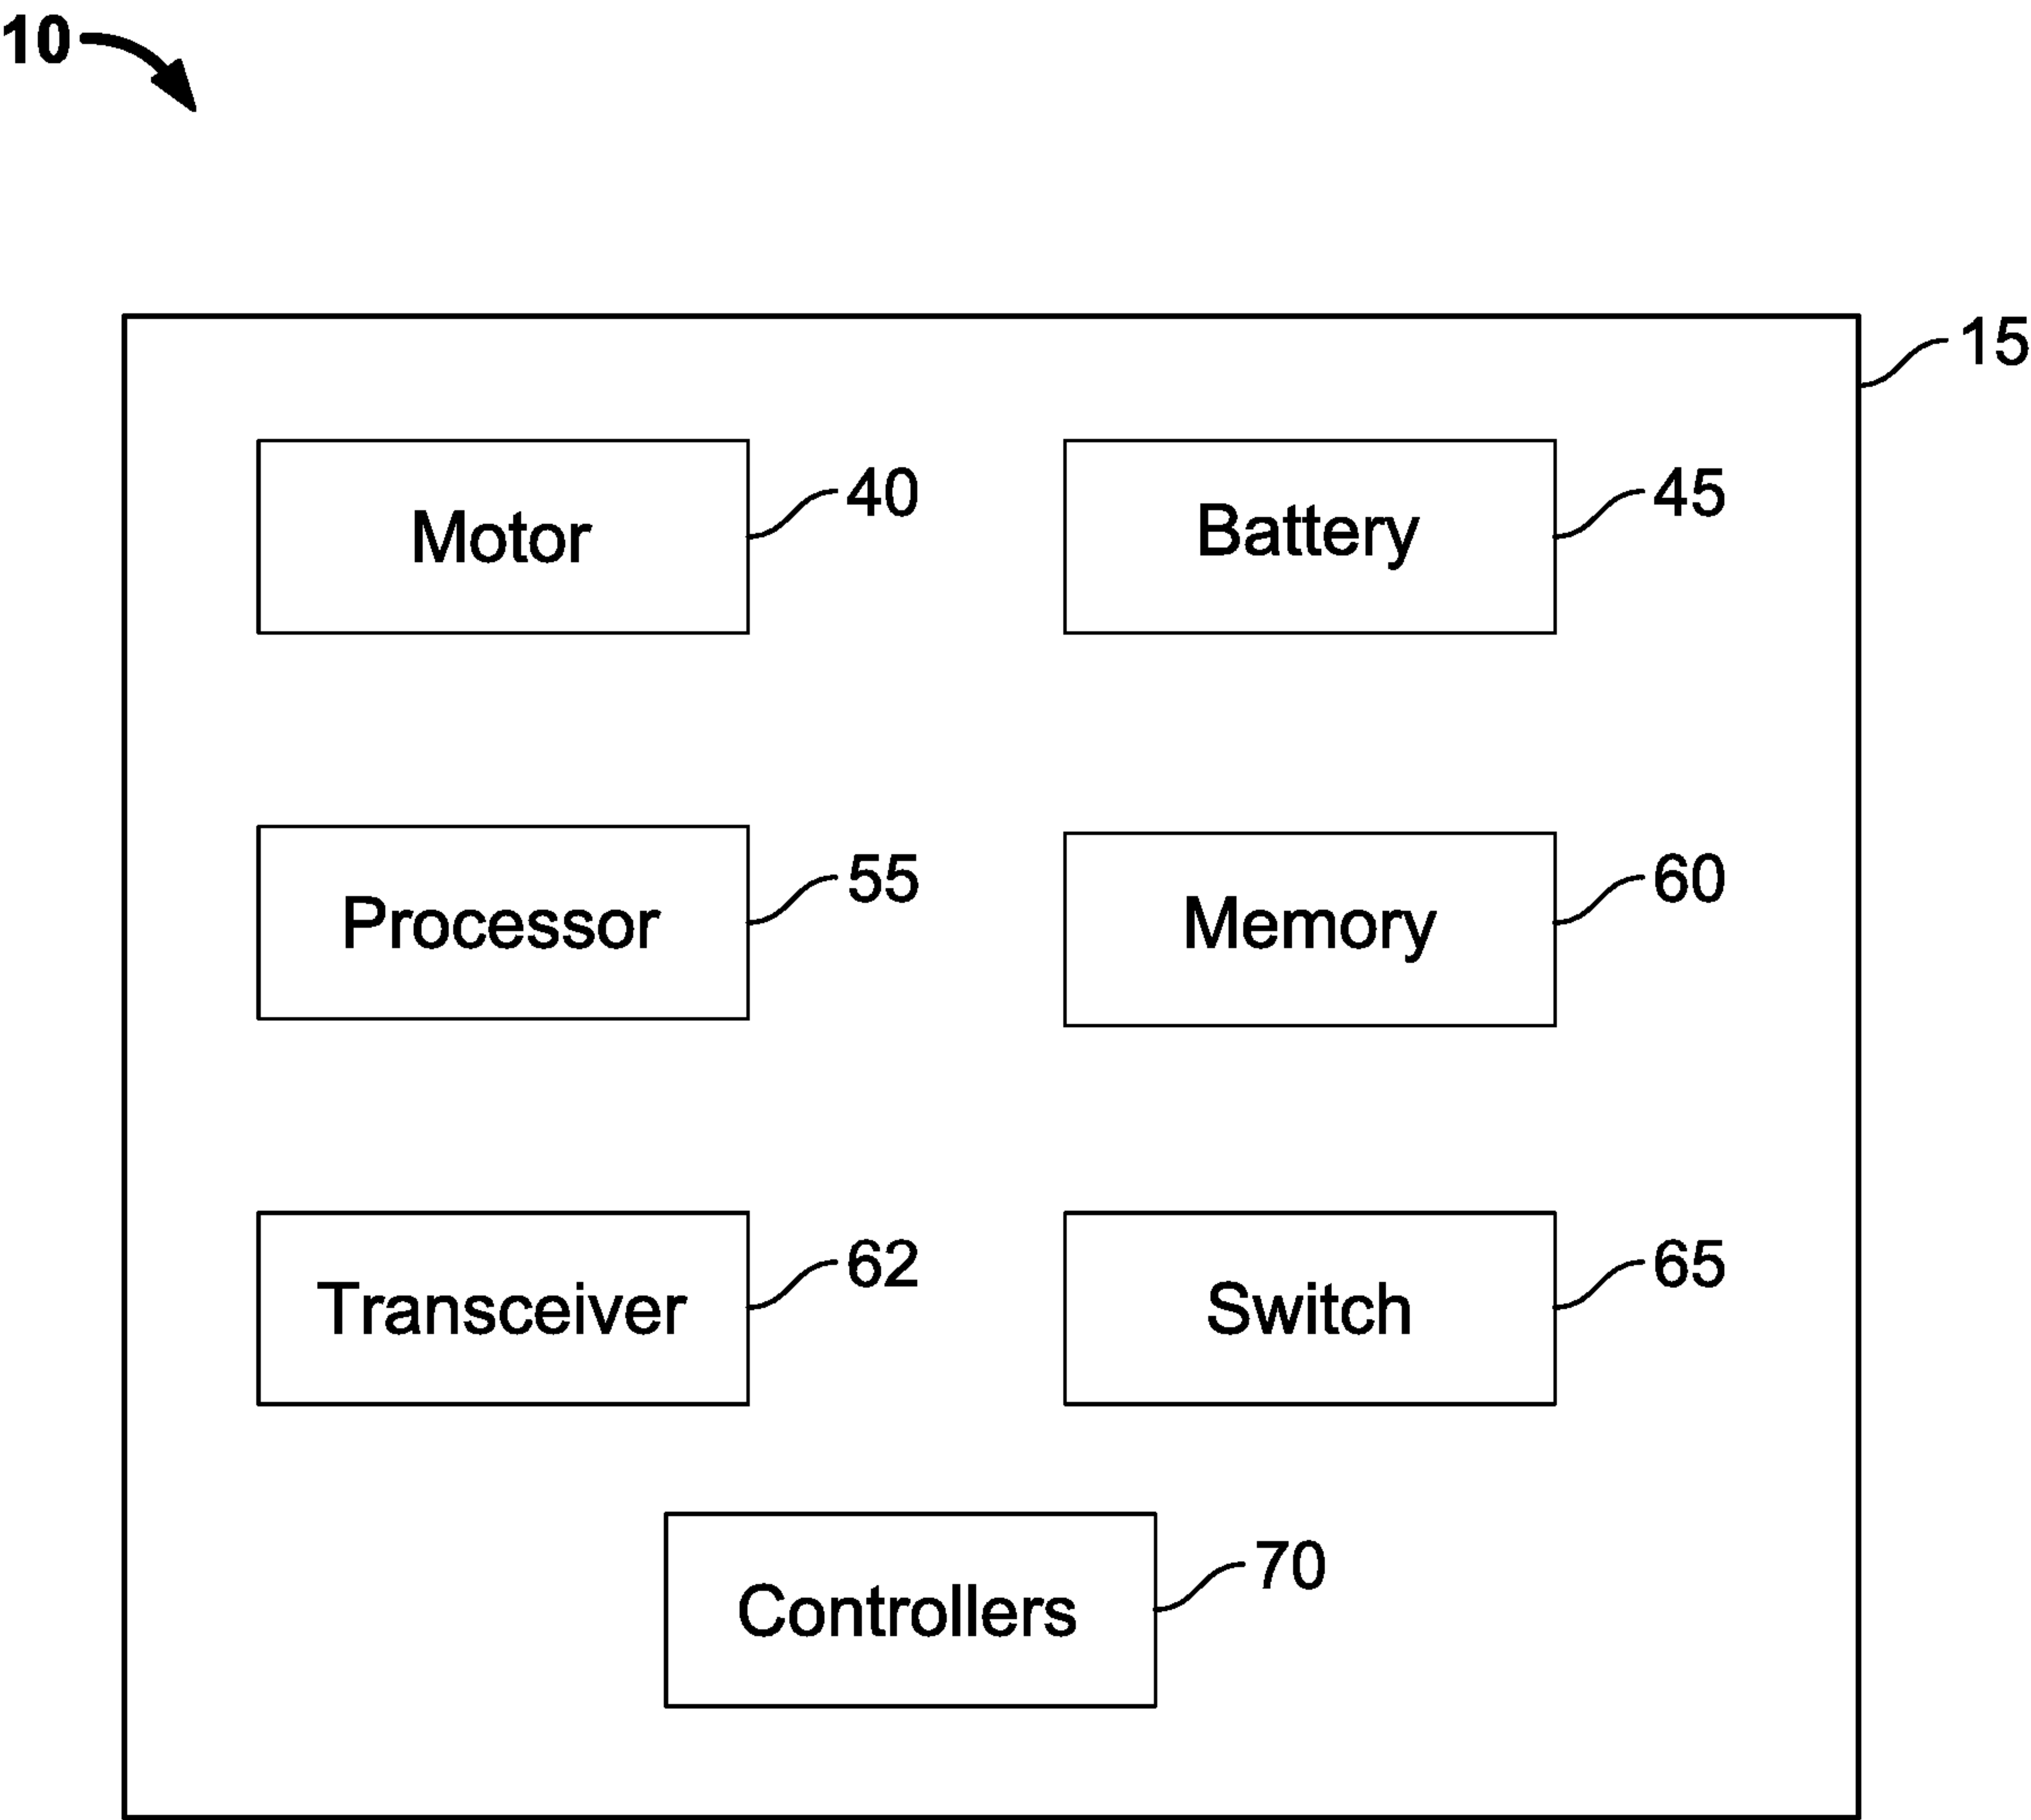 10
15
Motor
40
Battery
45
Processor
55
Memory
60
Transceiver
62
Switch
65
Controllers
70